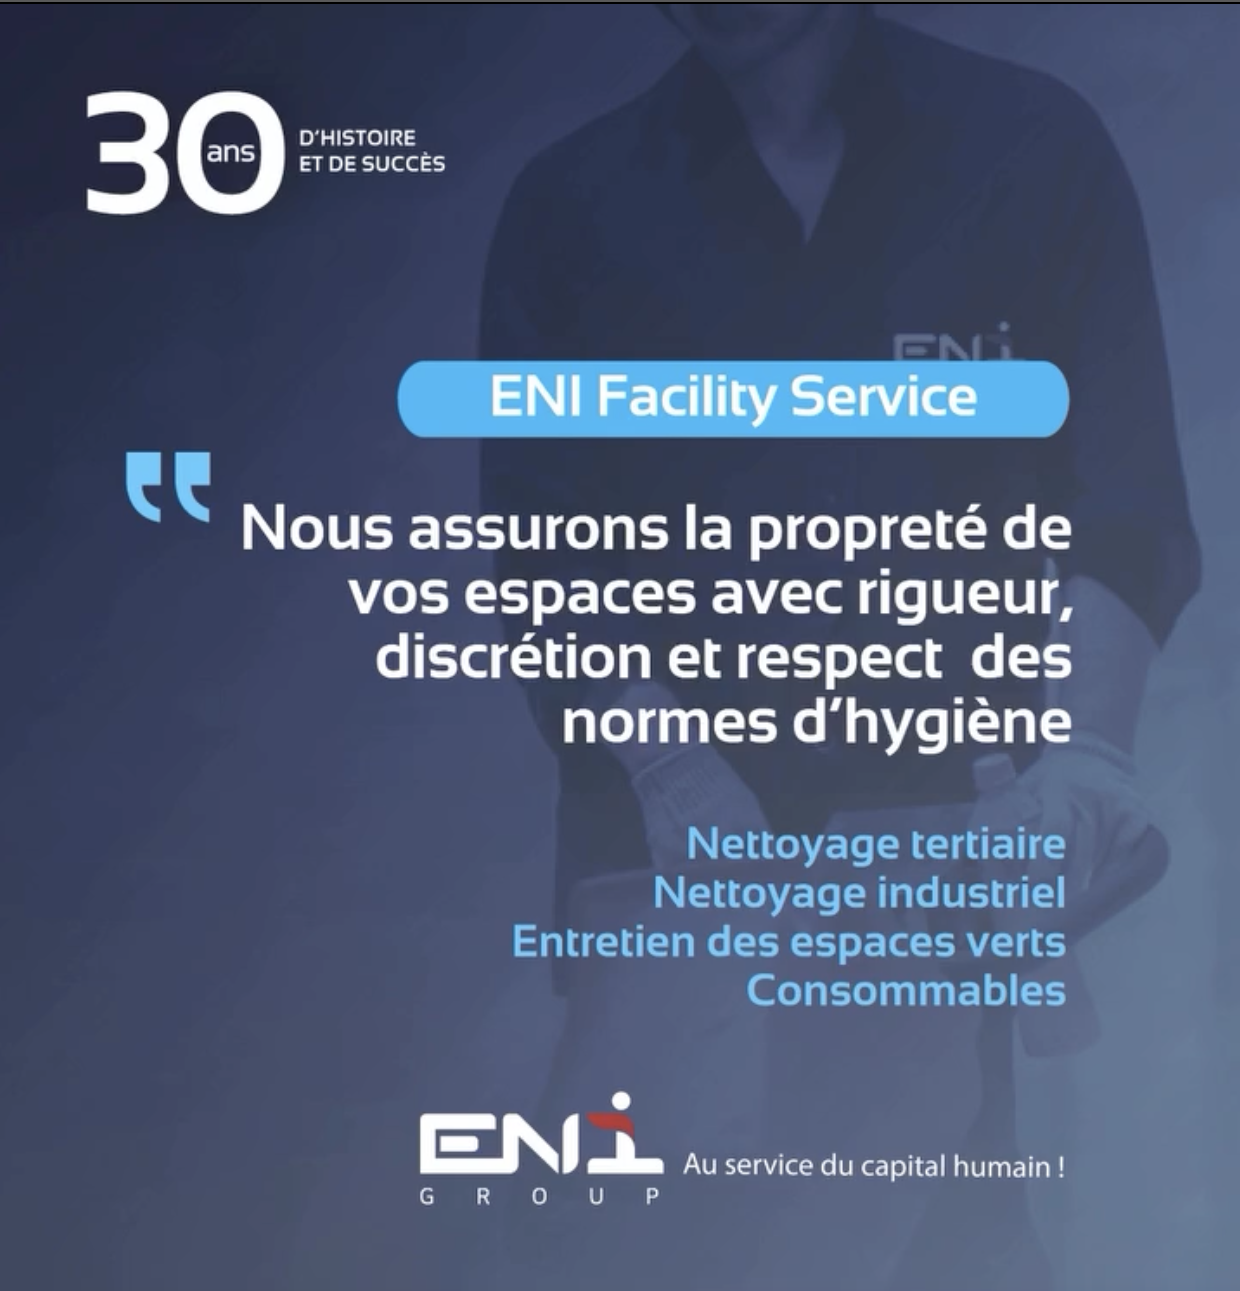 30 ans
D'HISTOIRE
ET DE SUCCÈS
ENI
ENI Facility Service
Nous assurons la propreté de
vos espaces avec rigueur,
discrétion et respect des
normes d'hygiène
Nettoyage tertiaire
Nettoyage industriel
Entretien des espaces verts
Consommables
ENI
GROUP
Au service du capital humain !